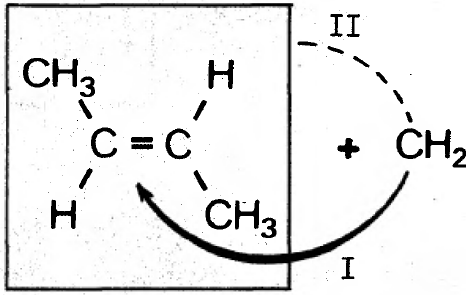 II
CH₃ H
C = C + CH₂
H CH₃
I